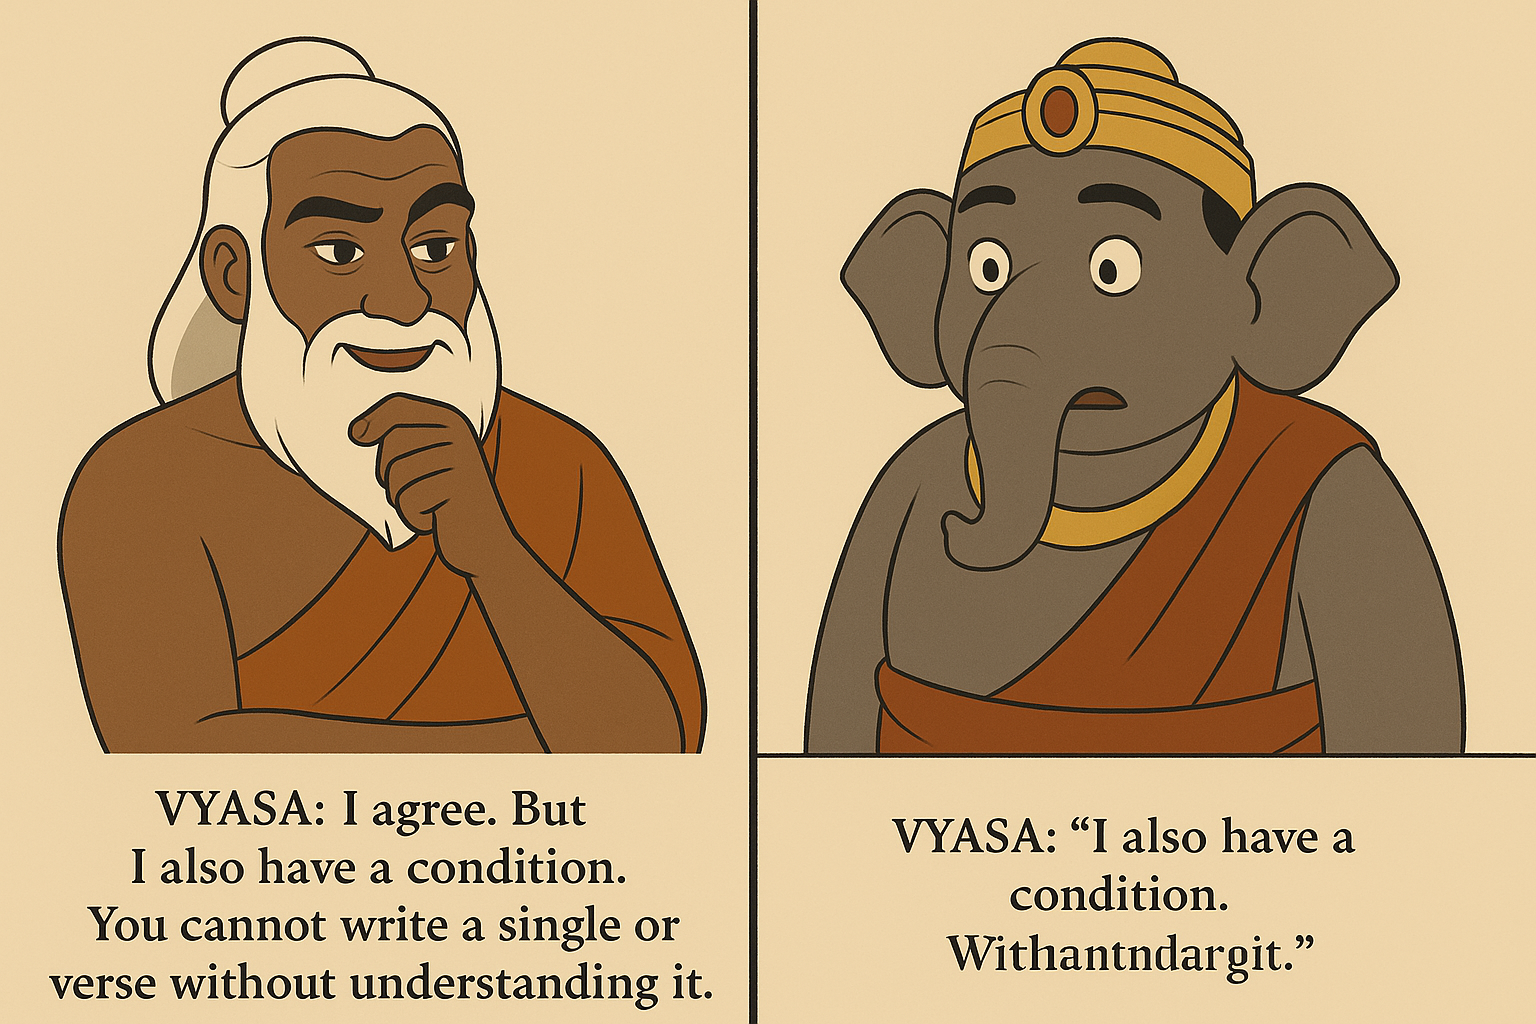 VYASA: I agree. But
I also have a condition.
You cannot write a single or
verse without understanding it.
VYASA: “I also have a
condition.
Withantndargit.”